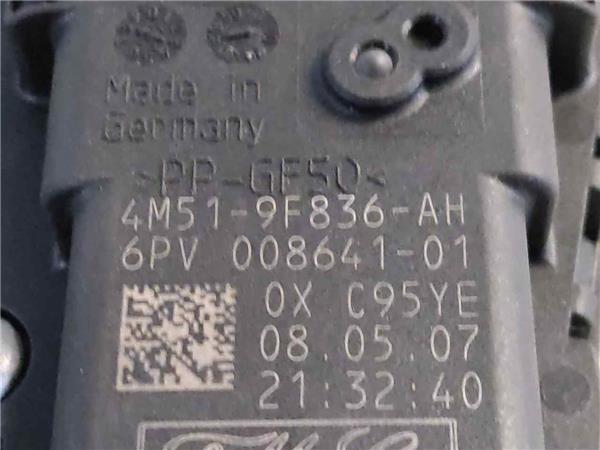 Made in
Germany
>PP-GF50<
4M51-9F836-AH
6PV 008641-01
0X C95YE
08.05.07
21:32:40